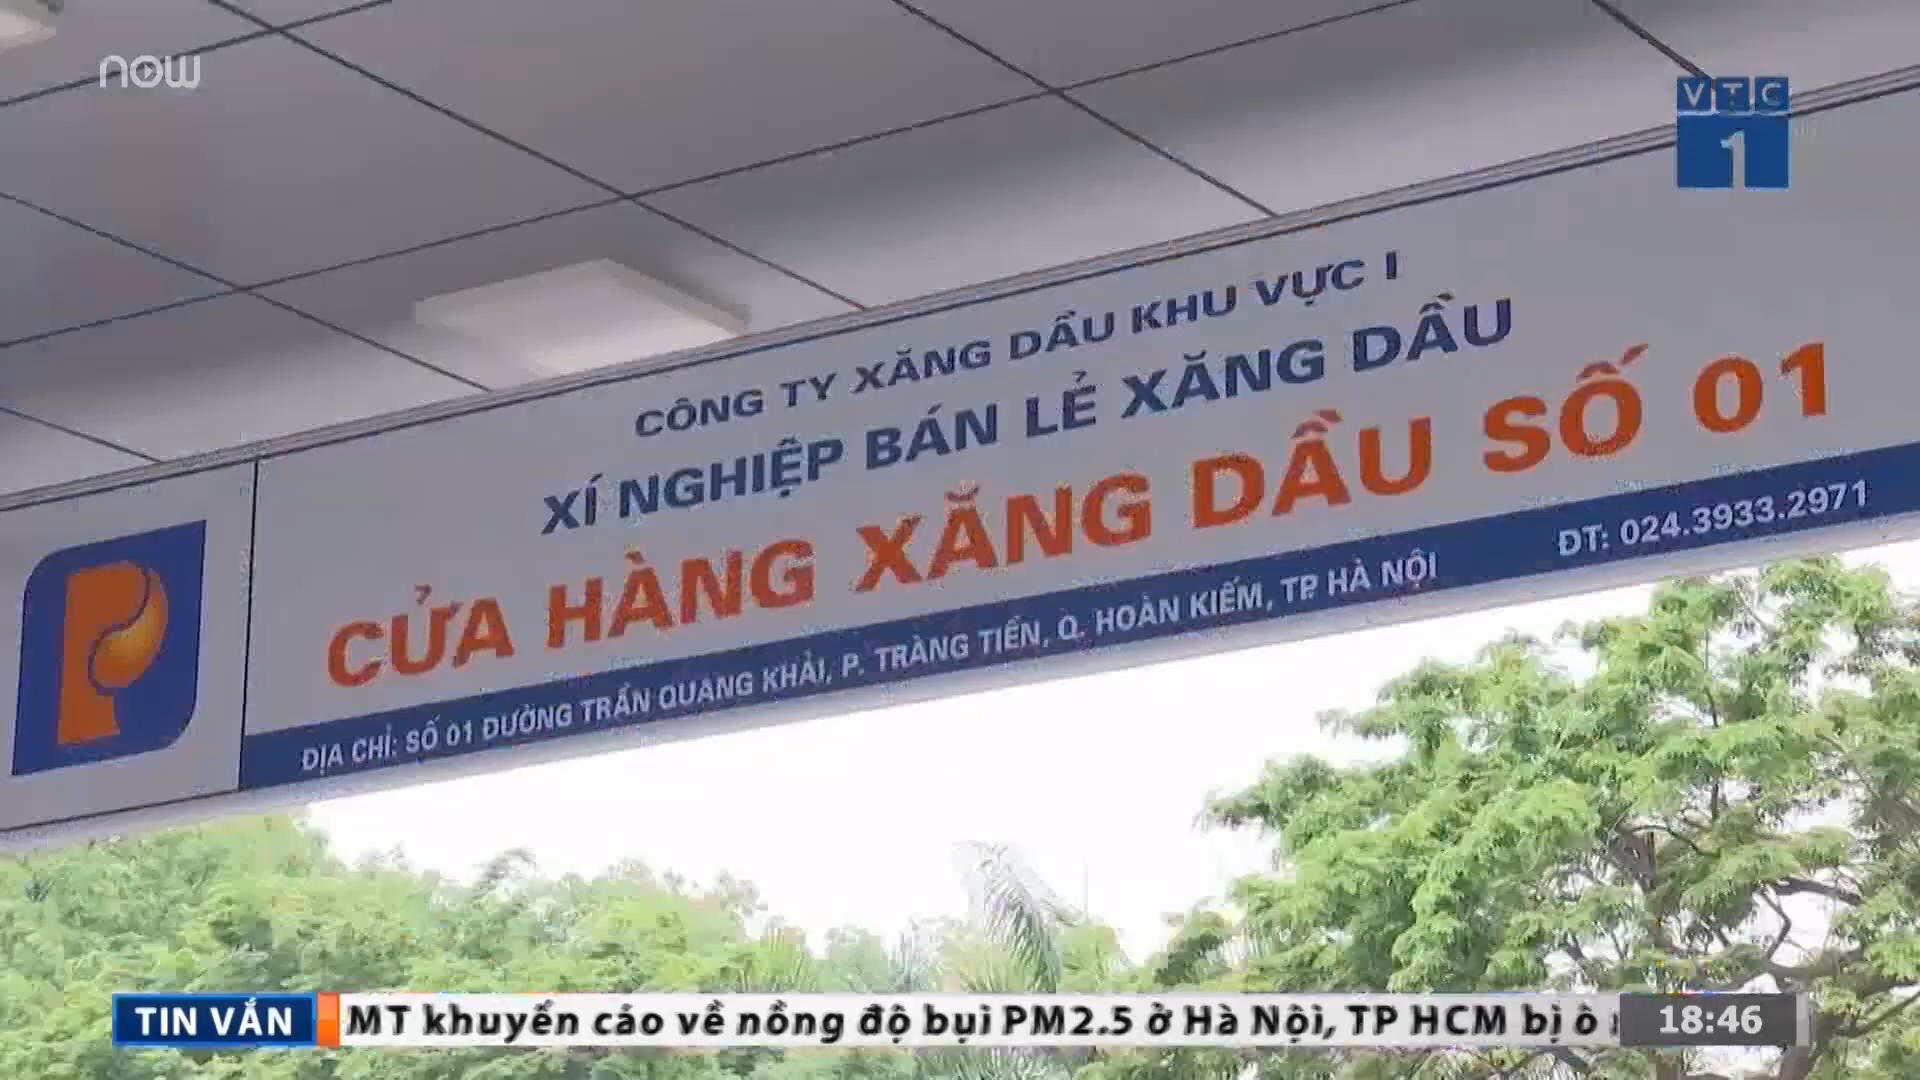 now
VTC
1
CÔNG TY XĂNG DẦU KHU VỰC I
XÍ NGHIỆP BÁN LẺ XĂNG DẦU
CỬA HÀNG XĂNG DẦU SỐ 01
ĐỊA CHỈ: SỐ 01 ĐƯỜNG TRẦN QUANG KHẢI, P. TRÀNG TIỀN, Q. HOÀN KIẾM, TP. HÀ NỘI ĐT: 024.3933.2971
TIN VẮN MT khuyến cáo về nồng độ bụi PM2.5 ở Hà Nội, TP HCM bị ô 18:46